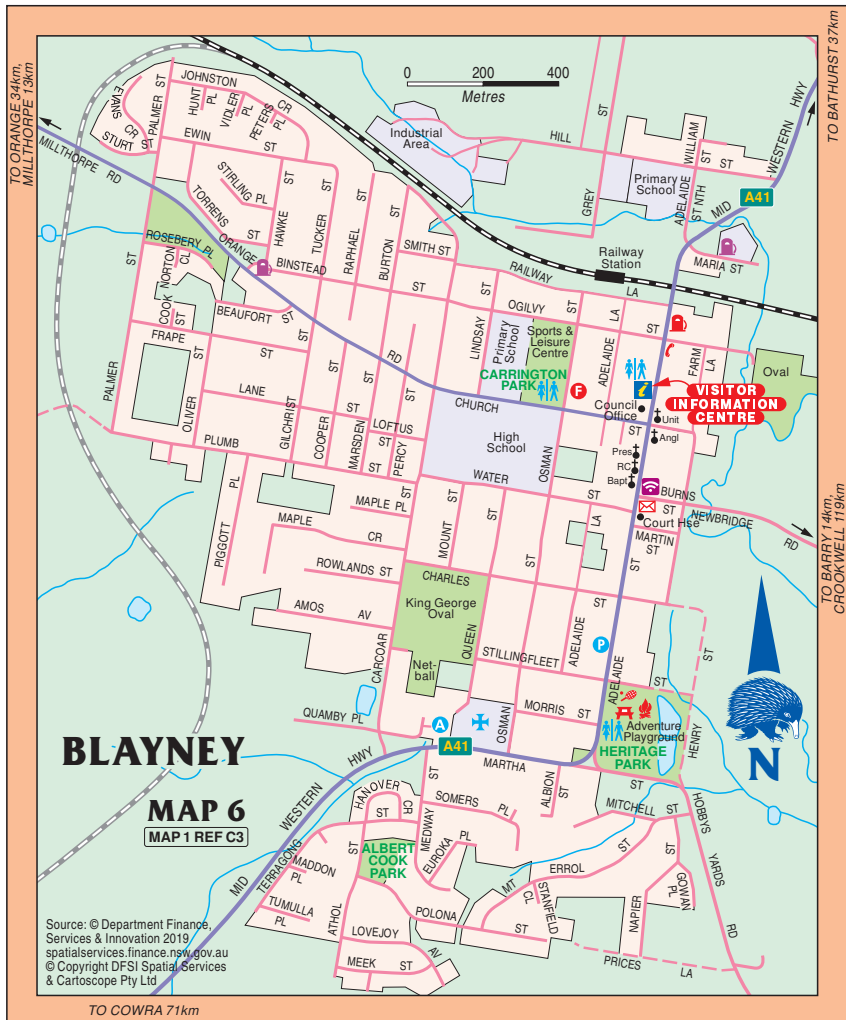 TO ORANGE 34km,
MILLTHORPE 13km
TO BATHURST 37km
TO BARRY 14km,
CROOKWELL 119km
TO COWRA 71km
0 200 400
Metres
JOHNSTON
CR
EVANS
CR
STURT ST
PALMER ST
HUNT PL
VIDLER PL
PETERS PL
EWIN
ST
STIRLING PL
TORRENS
ST
HAWKE ST
TUCKER ST
RAPHAEL ST
BURTON ST
SMITH ST
MILLTHORPE RD
ORANGE
RD
ROSEBERY PL
BINSTEAD
ST
NORTON CL
COOK
ST
BEAUFORT ST
FRAPE
ST
PALMER
ST
LANE
ST
OLIVER
ST
GILCHRIST
ST
COOPER
ST
MARSDEN
ST
LOFTUS
ST
PERCY
ST
PLUMB
ST
PIGGOTT
PL
MAPLE PL
MAPLE
CR
ROWLANDS ST
AMOS AV
CARCOAR
ST
QUAMBY PL
Industrial
Area
HILL
ST
GREY
ST
WILLIAM
ST
Primary
School
ADELAIDE
ST NTH
MID
WESTERN
HWY
A41
MARIA ST
Railway
Station
RAILWAY
LA
OGILVY
ST
LINDSAY
ST
Primary
School
Sports &
Leisure
Centre
CARRINGTON
PARK
F
ADELAIDE
LA
LA
FARM
LA
Oval
i
VISITOR
INFORMATION
CENTRE
Council
Office
Unit
Angl
Pres
RC
Bapt
CHURCH
ST
High
School
WATER
ST
OSMAN
ST
BURNS
ST
NEWBRIDGE
RD
Court Hse
MARTIN
ST
MOUNT
ST
LA
CHARLES
ST
King George
Oval
Net-
ball
QUEEN
ST
STILLINGFLEET
ST
ADELAIDE
P
ADELAIDE
ST
HENRY
ST
Adventure
Playground
HERITAGE
PARK
MORRIS ST
OSMAN
A
A41
MARTHA
ST
ALBION
ST
MITCHELL ST
HOBBYS
YARDS
RD
MID
WESTERN
HWY
HANOVER
CR
ST
SOMERS PL
MEDWAY
ST
EUROKA PL
ALBERT
COOK
PARK
TERRAGONG
ST
MADDON
PL
TUMULLA
PL
ATHOL
ST
LOVEJOY
ST
MEEK ST
POLONA
ST
AV
MT
ERROL
ST
STANFIELD
CL
NAPIER
ST
GOWAN
PL
PRICES
LA
N
BLAYNEY
MAP 6
MAP 1 REF C3
Source: © Department Finance,
Services & Innovation 2019
spatialservices.finance.nsw.gov.au
© Copyright DFSI Spatial Services
& Cartoscope Pty Ltd